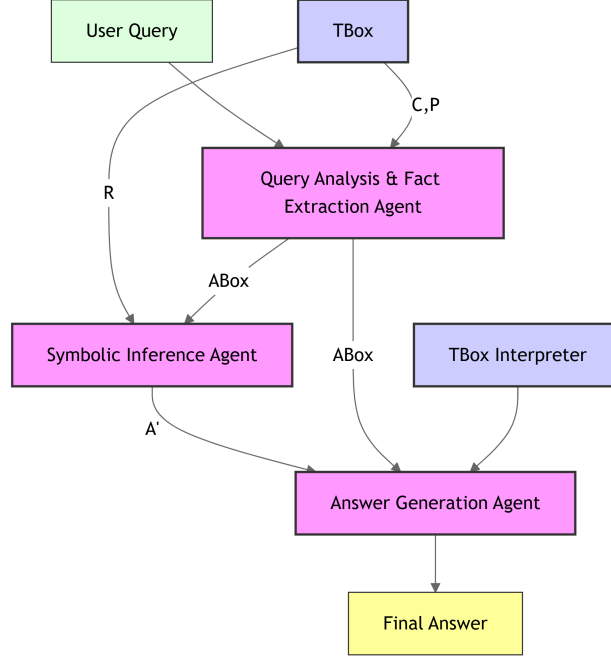 User Query
TBox
C,P
Query Analysis & Fact
Extraction Agent
R
ABox
Symbolic Inference Agent
ABox
TBox Interpreter
A'
Answer Generation Agent
Final Answer